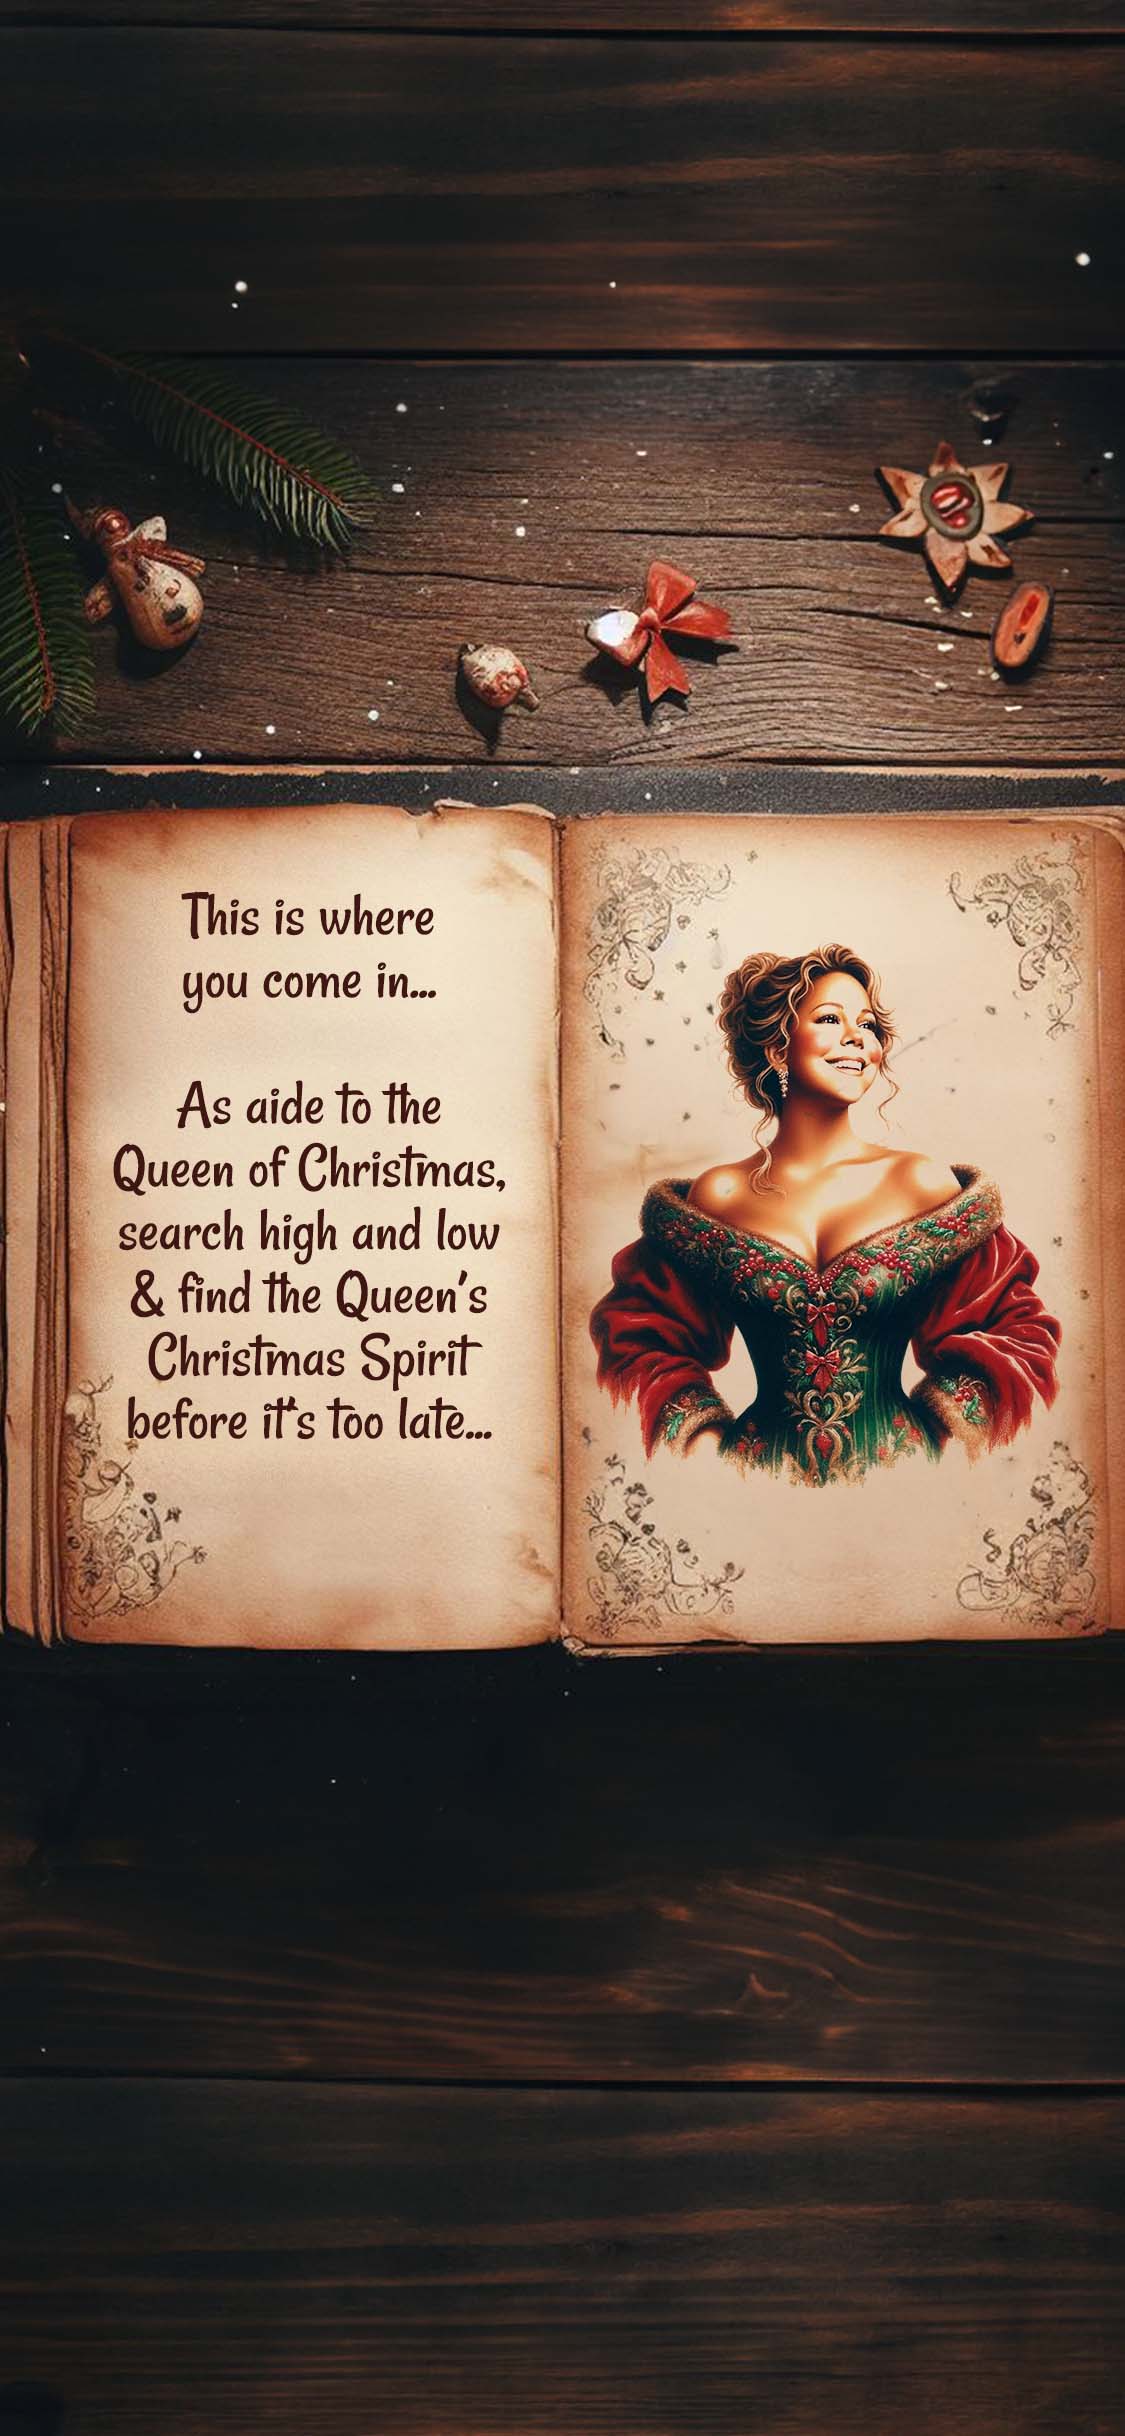 This is where
you come in...
As aide to the
Queen of Christmas,
search high and low
& find the Queen's
Christmas Spirit
before it's too late...